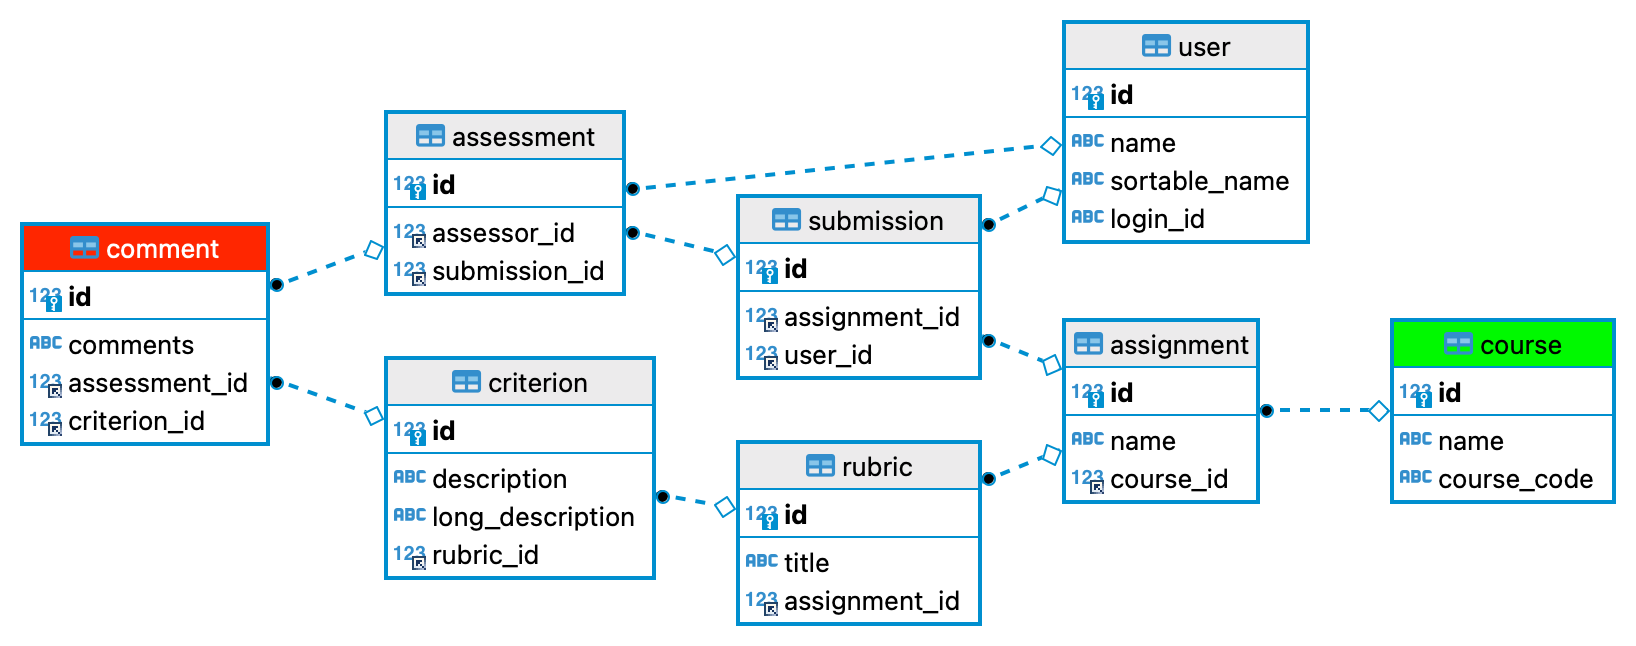 user
123 id
ABC name
ABC sortable_name
ABC login_id
assessment
123 id
123 assessor_id
123 submission_id
submission
123 id
123 assignment_id
123 user_id
comment
123 id
ABC comments
123 assessment_id
123 criterion_id
criterion
123 id
ABC description
ABC long_description
123 rubric_id
assignment
123 id
ABC name
123 course_id
course
123 id
ABC name
ABC course_code
rubric
123 id
ABC title
123 assignment_id